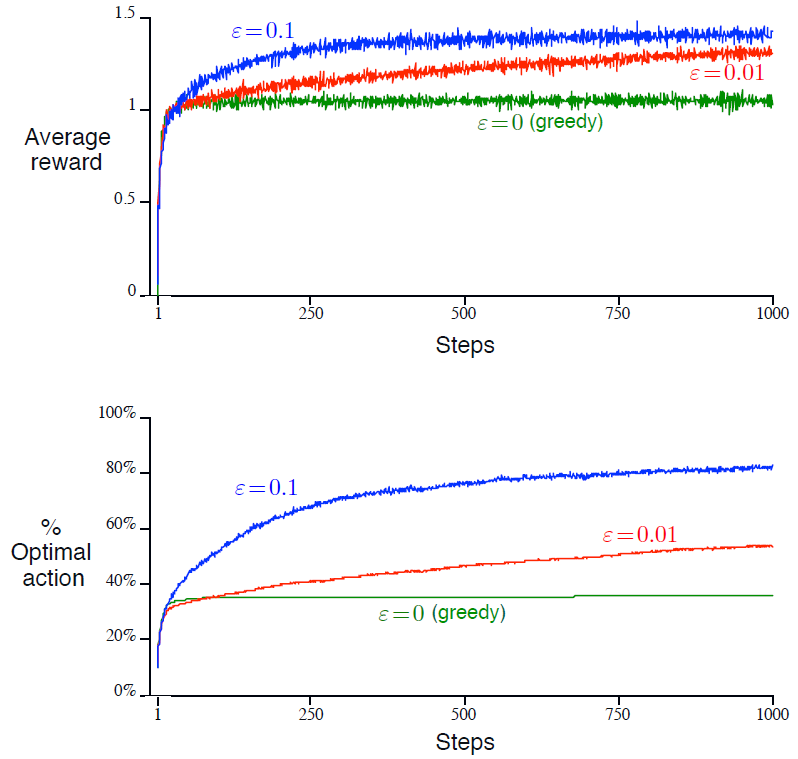 1.5
ε=0.1
ε=0.01
1
ε=0 (greedy)
Average
reward
0.5
0
1 250 500 750 1000
Steps
100%
80%
ε=0.1
60%
%
Optimal
action
ε=0.01
40%
ε=0 (greedy)
20%
0%
1 250 500 750 1000
Steps